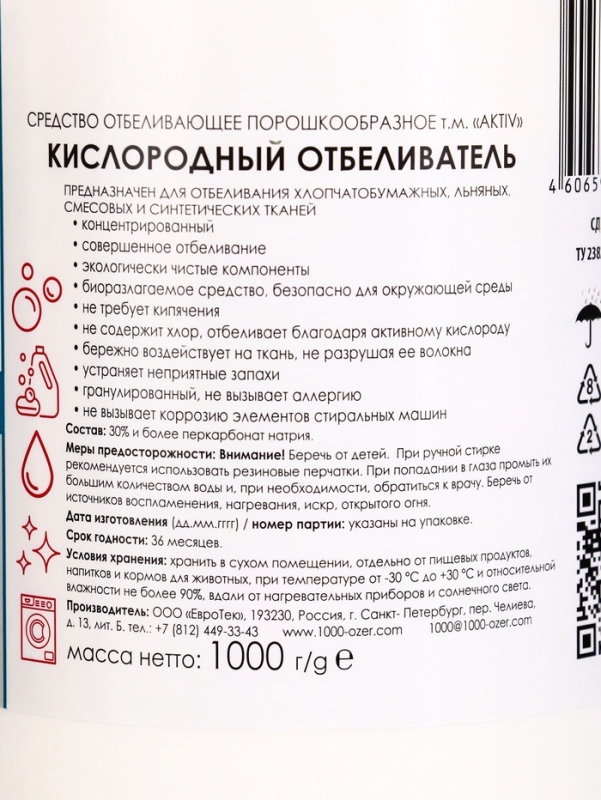 СРЕДСТВО ОТБЕЛИВАЮЩЕЕ ПОРОШКООБРАЗНОЕ т.м. «AKTIV»
КИСЛОРОДНЫЙ ОТБЕЛИВАТЕЛЬ
ПРЕДНАЗНАЧЕН ДЛЯ ОТБЕЛИВАНИЯ ХЛОПЧАТОБУМАЖНЫХ, ЛЬНЯНЫХ,
СМЕСОВЫХ И СИНТЕТИЧЕСКИХ ТКАНЕЙ
• концентрированный
• совершенное отбеливание
• экологически чистые компоненты
• биоразлагаемое средство, безопасно для окружающей среды
• не требует кипячения
• не содержит хлор, отбеливает благодаря активному кислороду
• бережно воздействует на ткань, не разрушая ее волокна
• устраняет неприятные запахи
• гранулированный, не вызывает аллергию
• не вызывает коррозию элементов стиральных машин
Состав: 30% и более перкарбонат натрия.
Меры предосторожности: Внимание! Беречь от детей. При ручной стирке
рекомендуется использовать резиновые перчатки. При попадании в глаза промыть их
большим количеством воды и, при необходимости, обратиться к врачу. Беречь от
источников воспламенения, нагревания, искр, открытого огня.
Дата изготовления (дд.мм.гггг) / номер партии: указаны на упаковке.
Срок годности: 36 месяцев.
Условия хранения: хранить в сухом помещении, отдельно от пищевых продуктов,
напитков и кормов для животных, при температуре от -30 °С до +30 °С и относительной
влажности не более 90%, вдали от нагревательных приборов и солнечного света.
Производитель: ООО «ЕвроТек», 193230, Россия, г. Санкт- Петербург, пер. Челиева,
д. 13, лит. Б. тел.: +7 (812) 449-33-43 www.1000-ozer.com 1000@1000-ozer.com
масса нетто: 1000 г/g e
4 6065
СД
ТУ 238
8
2